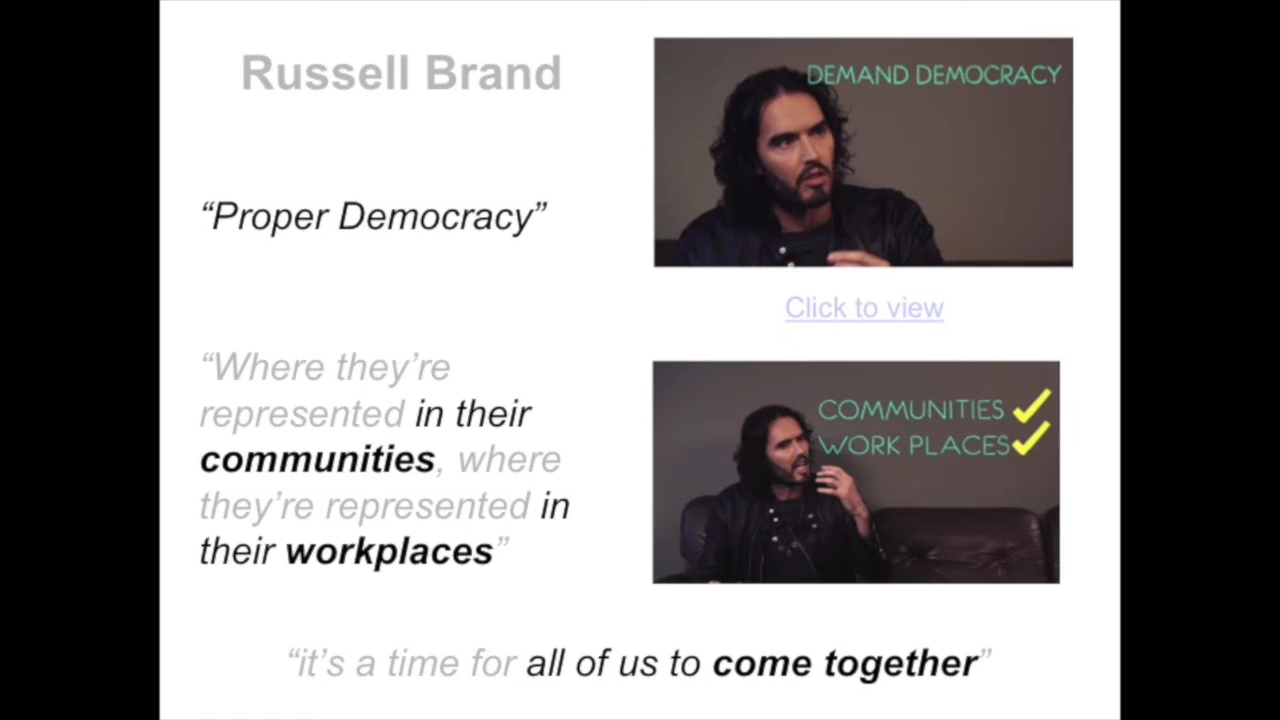 Russell Brand
DEMAND DEMOCRACY
“Proper Democracy”
Click to view
“Where they’re
represented in their
communities, where
they’re represented in
their workplaces”
COMMUNITIES
WORK PLACES
“it’s a time for all of us to come together”